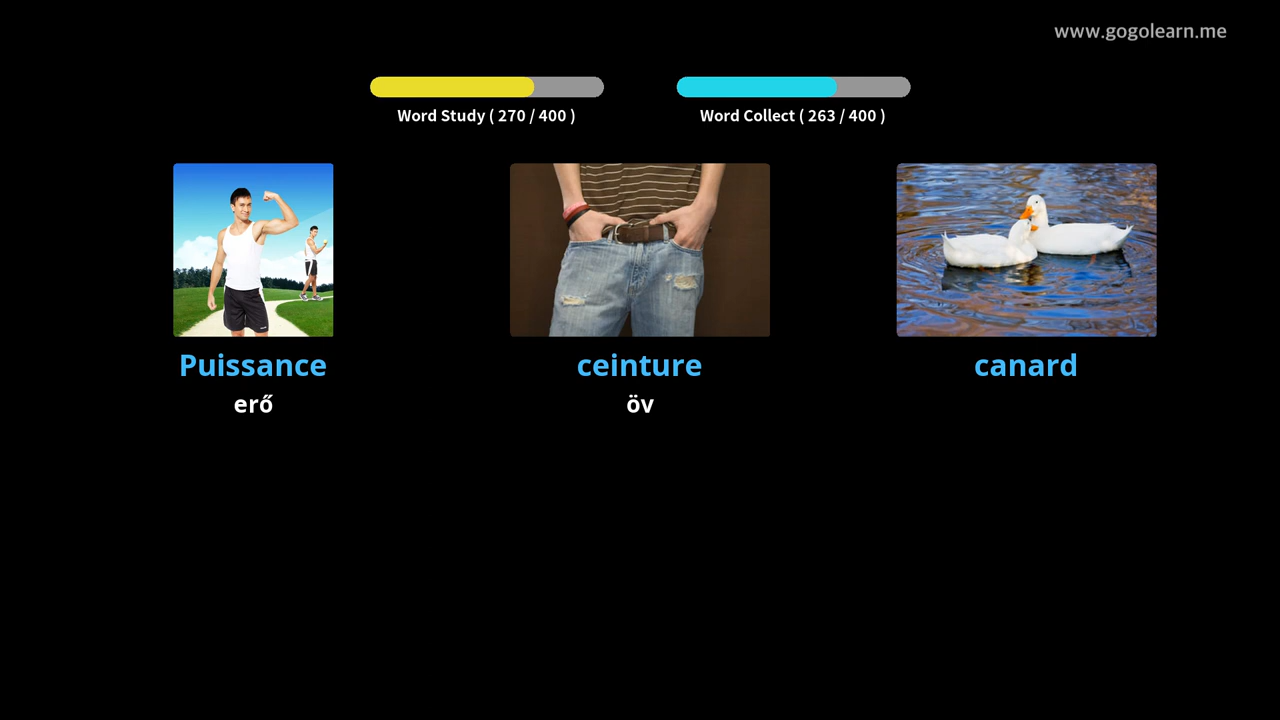 www.gogolearn.me
Word Study ( 270 / 400 )
Word Collect ( 263 / 400 )
Puissance
ceinture
canard
erő
öv